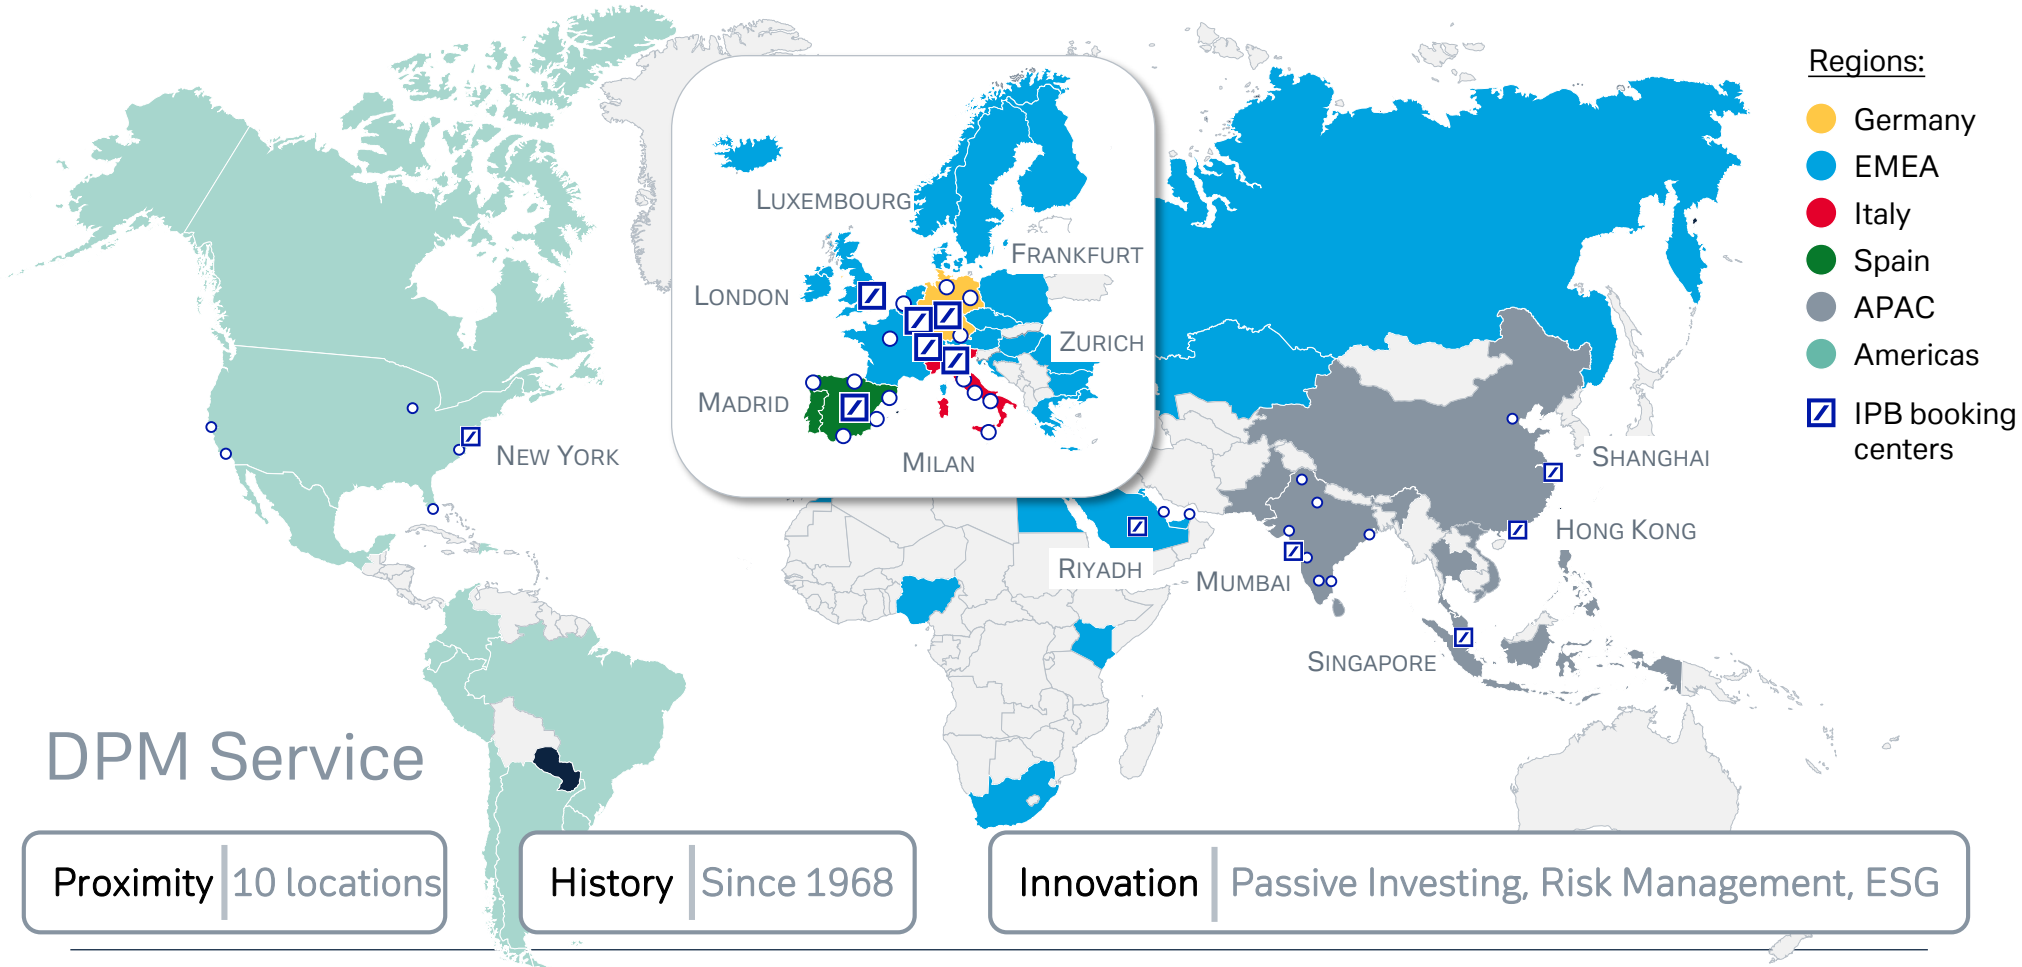 Regions:
Germany
EMEA
Italy
Spain
APAC
Americas
IPB booking
centers
LUXEMBOURG
FRANKFURT
LONDON
ZURICH
MADRID
MILAN
NEW YORK
SHANGHAI
HONG KONG
RIYADH
MUMBAI
SINGAPORE
DPM Service
Proximity 10 locations
History Since 1968
Innovation Passive Investing, Risk Management, ESG